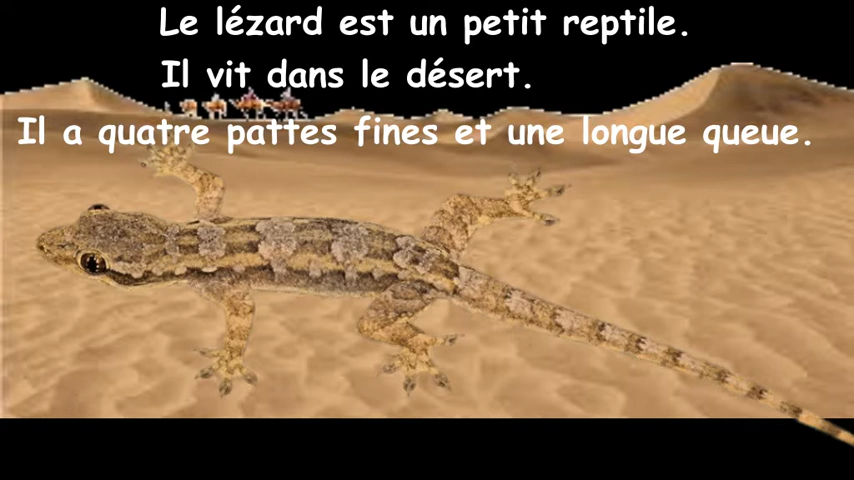 Le lézard est un petit reptile.
Il vit dans le désert.
Il a quatre pattes fines et une longue queue.